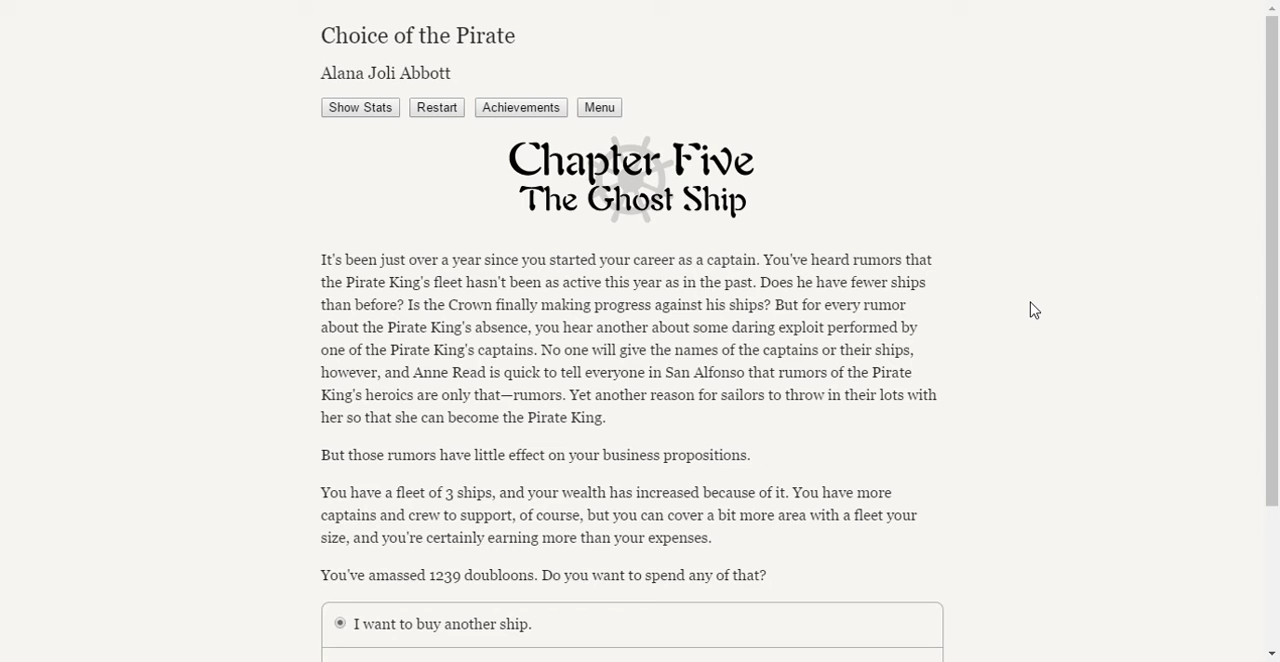 Choice of the Pirate
Alana Joli Abbott
Show Stats Restart Achievements Menu
Chapter Five
The Ghost Ship
It's been just over a year since you started your career as a captain. You've heard rumors that
the Pirate King's fleet hasn't been as active this year as in the past. Does he have fewer ships
than before? Is the Crown finally making progress against his ships? But for every rumor
about the Pirate King's absence, you hear another about some daring exploit performed by
one of the Pirate King's captains. No one will give the names of the captains or their ships,
however, and Anne Read is quick to tell everyone in San Alfonso that rumors of the Pirate
King's heroics are only that—rumors. Yet another reason for sailors to throw in their lots with
her so that she can become the Pirate King.
But those rumors have little effect on your business propositions.
You have a fleet of 3 ships, and your wealth has increased because of it. You have more
captains and crew to support, of course, but you can cover a bit more area with a fleet your
size, and you're certainly earning more than your expenses.
You've amassed 1239 doubloons. Do you want to spend any of that?
I want to buy another ship.